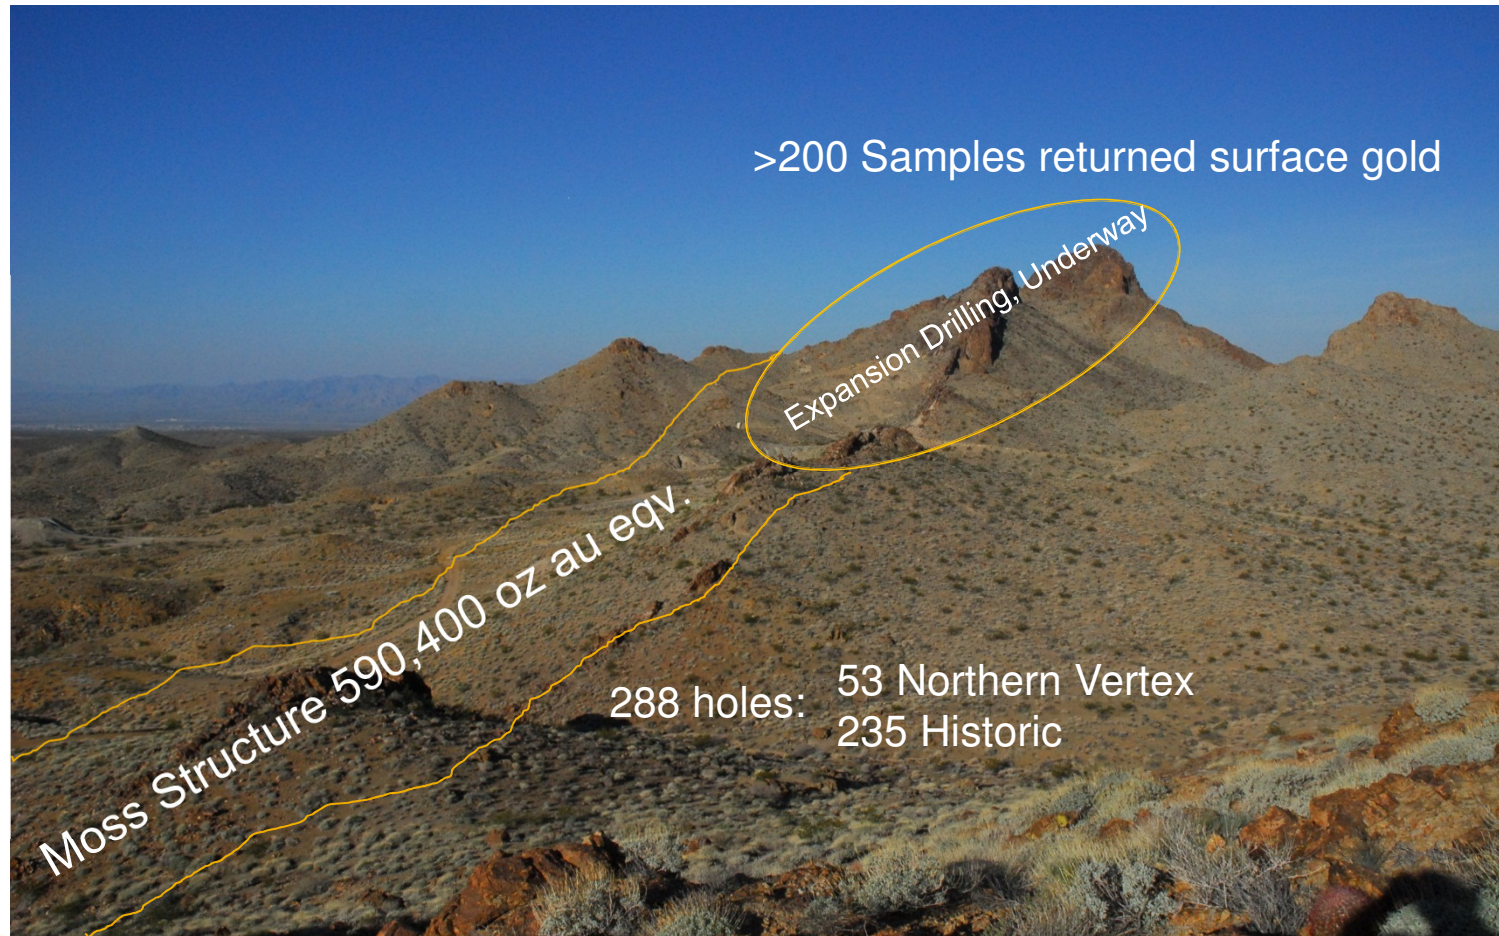 >200 Samples returned surface gold
Expansion Drilling, Underway
Moss Structure 590,400 oz au eqv.
288 holes:
53 Northern Vertex
235 Historic